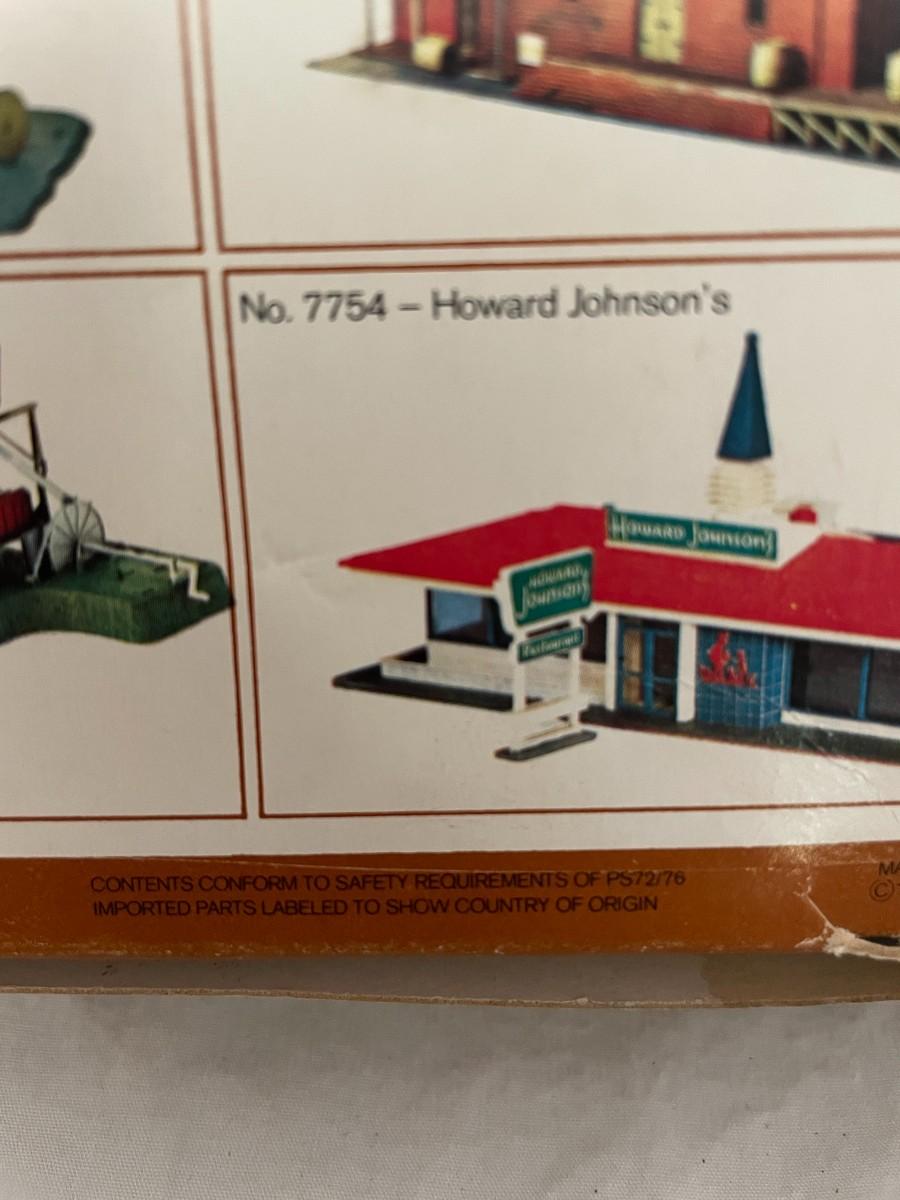 No. 7754 – Howard Johnson's
HOWARD JOHNSON'S
HOWARD
JOHNSON'S
Restaurant
CONTENTS CONFORM TO SAFETY REQUIREMENTS OF PS72/76
IMPORTED PARTS LABELED TO SHOW COUNTRY OF ORIGIN
MA
©